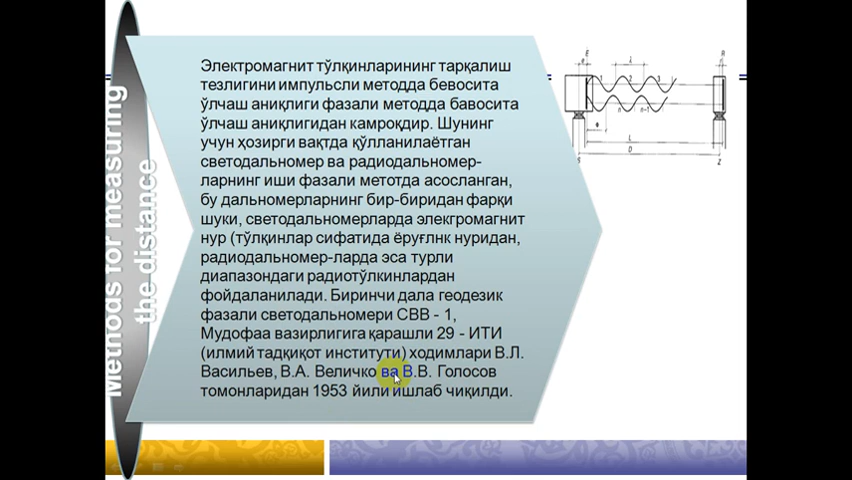 Methods for measuring
the distance
Электромагнит тўлқинларининг тарқалиш
тезлигини импульсли методда бевосита
ўлчаш аниқлиги фазали методда бавосита
ўлчаш аниқлигидан камроқдир. Шунинг
учун ҳозирги вақтда қўлланилаётган
светодальномер ва радиодальномер-
ларнинг иши фазали метотда асосланган,
бу дальномерларнинг бир-биридан фарқи
шуки, светодальномерларда элекгромагнит
нур (тўлқинлар сифатида ёруғлнк нуридан,
радиодальномер-ларда эса турли
диапазондаги радиотўлкинлардан
фойдаланилади. Биринчи дала геодезик
фазали светодальномери СВВ - 1,
Мудофаа вазирлигига қарашли 29 - ИТИ
(илмий тадқиқот институти) ходимлари В.Л.
Васильев, В.А. Величко ва В.В. Голосов
томонларидан 1953 йили ишлаб чиқилди.
E
λ
1 2 3
n n-1
Φ
L
D
Z